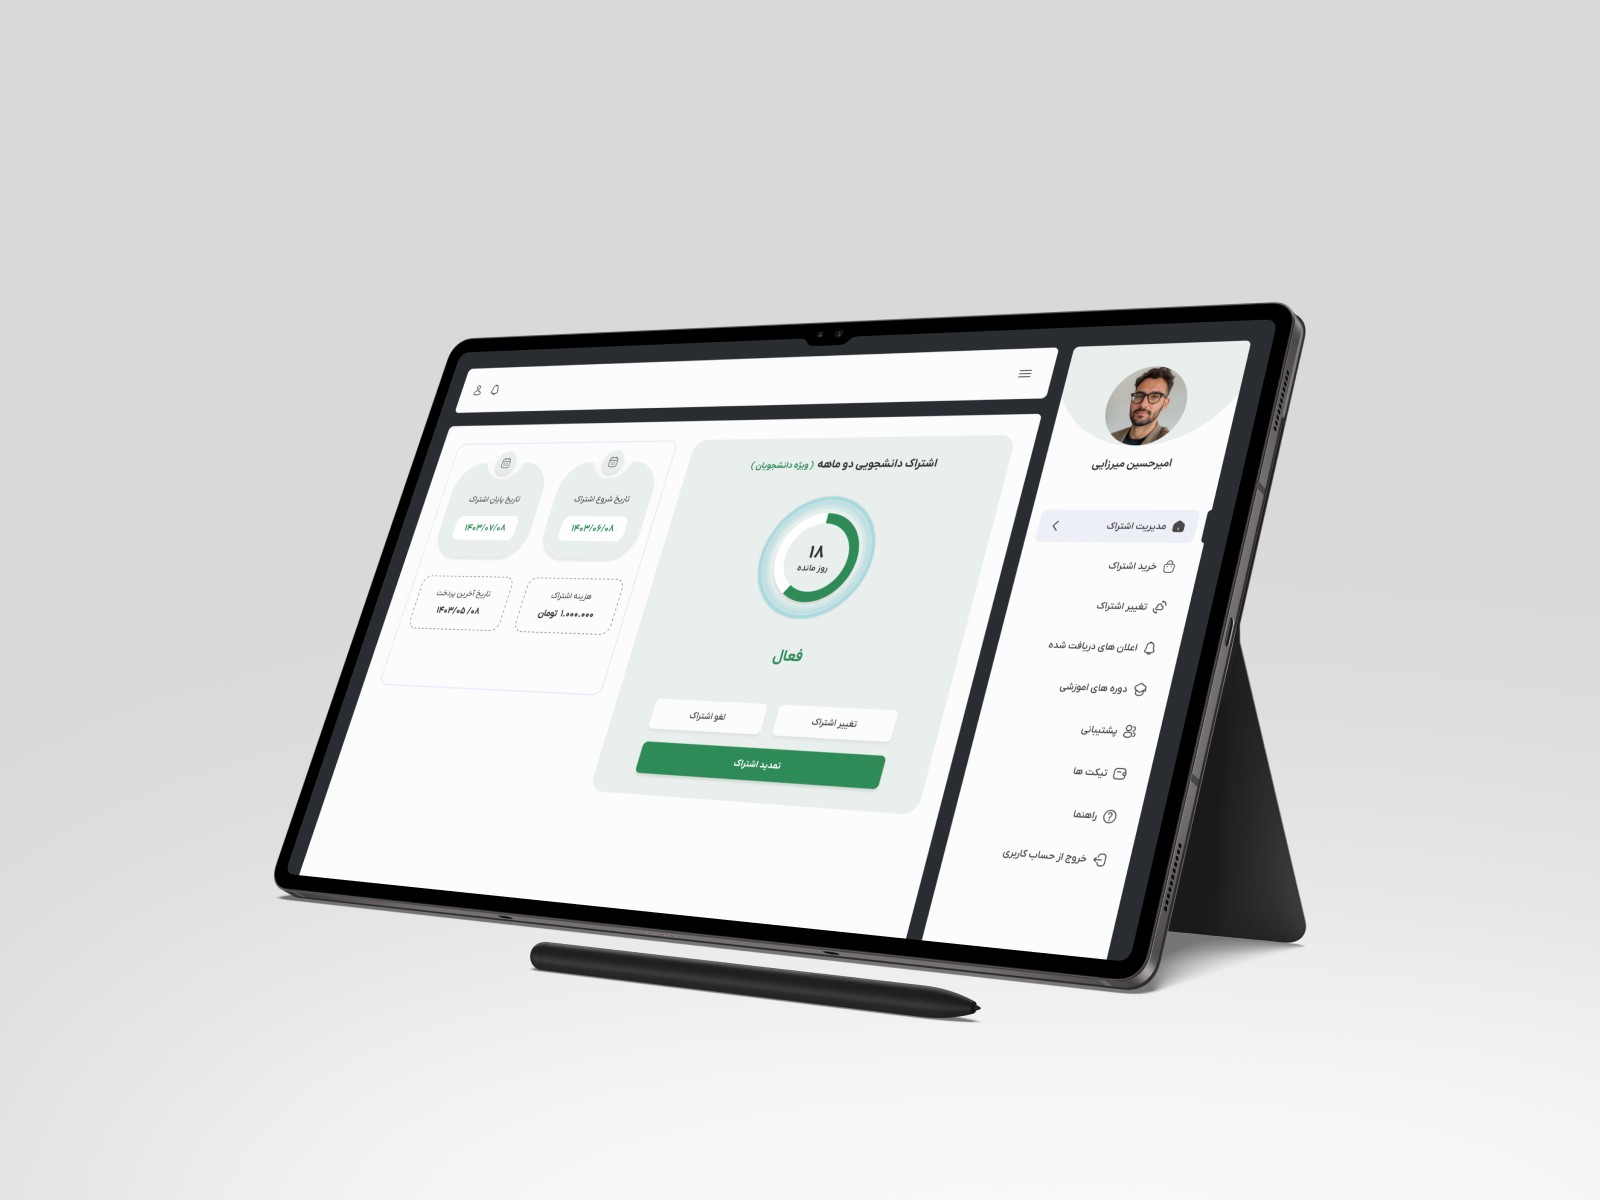 امیرحسین میرزایی
مدیریت اشتراک
خرید اشتراک
تغییر اشتراک
اعلان های دریافت شده
دوره های اموزشی
پشتیبانی
تیکت ها
راهنما
خروج از حساب کاربری
اشتراک دانشجویی دو ماهه ( ویژه دانشجویان )
۱۸
روز مانده
فعال
تغییر اشتراک
لغو اشتراک
تمدید اشتراک
تاریخ شروع اشتراک
۱۴۰۳/۰۶/۰۸
تاریخ پایان اشتراک
۱۴۰۳/۰۷/۰۸
هزینه اشتراک
۱.۰۰۰.۰۰۰ تومان
تاریخ آخرین پرداخت
۱۴۰۳/۰۵ /۰۸